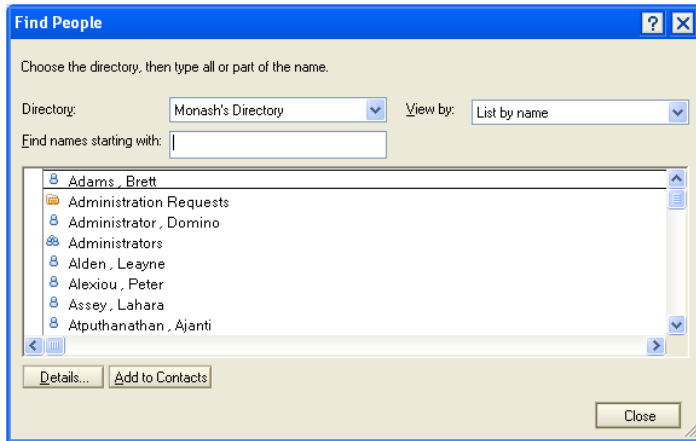 Find People
Choose the directory, then type all or part of the name.
Directory: Monash's Directory View by: List by name
Find names starting with:
Adams , Brett
Administration Requests
Administrator , Domino
Administrators
Alden , Leayne
Alexiou , Peter
Assey , Lahara
Atputhanathan , Ajanti
Details... Add to Contacts
Close